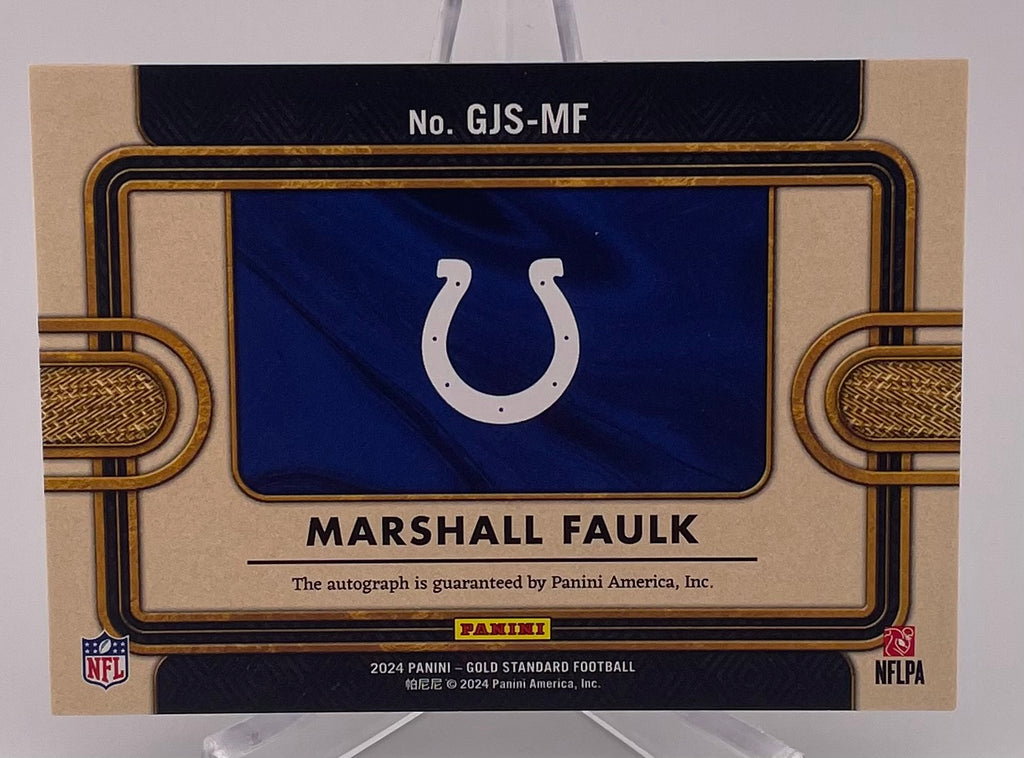 No. GJS-MF
MARSHALL FAULK
The autograph is guaranteed by Panini America, Inc.
PANINI
NFL
NFLPA
2024 PANINI – GOLD STANDARD FOOTBALL
帕尼尼 © 2024 Panini America, Inc.